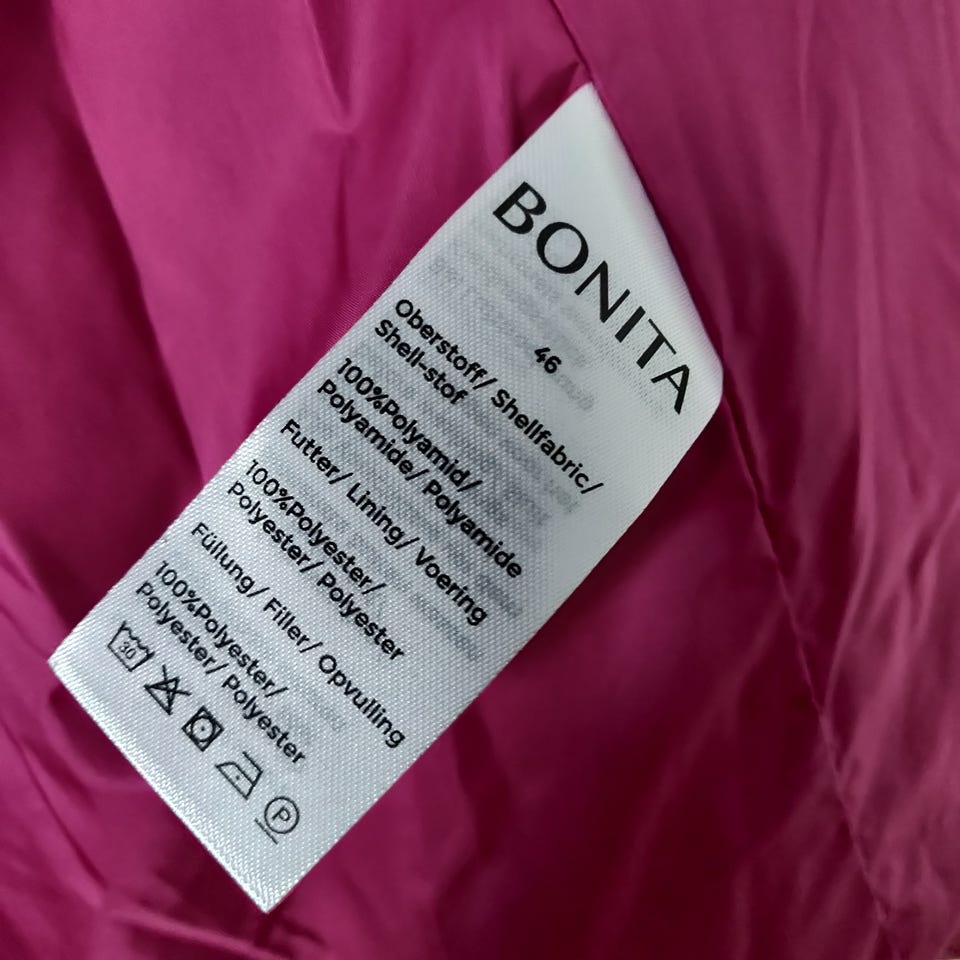 BONITA
46
Oberstoff/ Shellfabric/
Shell-stof
100%Polyamid/
Polyamide/ Polyamide
Futter/ Lining/ Voering
100%Polyester/
Polyester/ Polyester
Füllung/ Filler/ Opvulling
100%Polyester/
Polyester/ Polyester
30
P